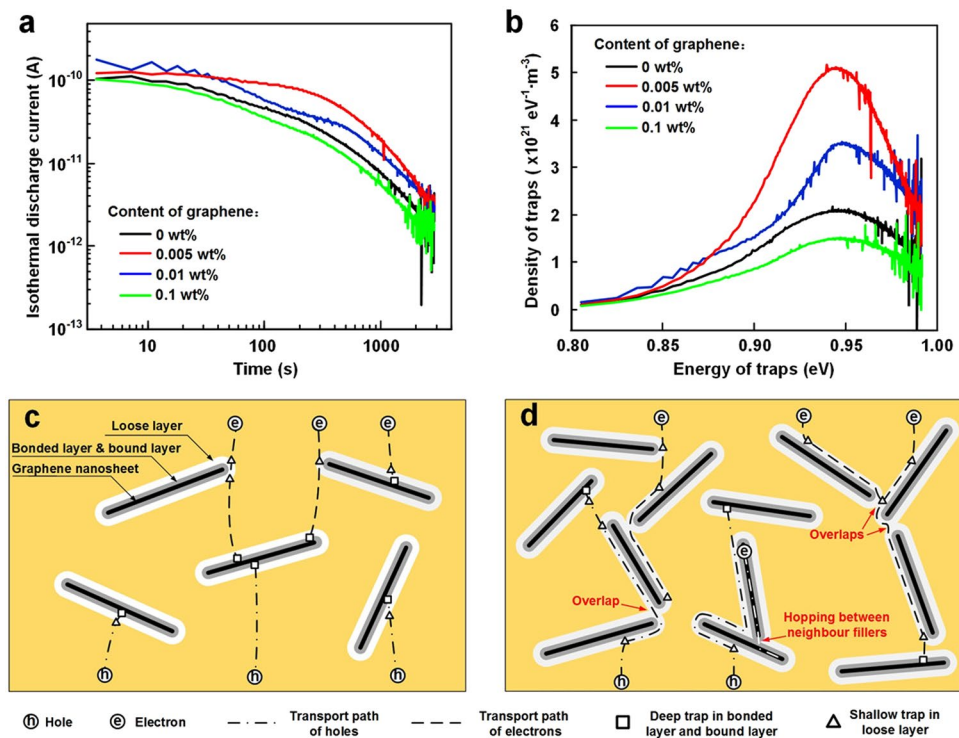 a
Isothermal discharge current (A)
10⁻¹⁰
10⁻¹¹
10⁻¹²
10⁻¹³
Content of graphene：
0 wt%
0.005 wt%
0.01 wt%
0.1 wt%
10
100
1000
Time (s)
b
Density of traps ( x10²¹ eV⁻¹·m⁻³)
6
5
4
3
2
1
0
Content of graphene：
0 wt%
0.005 wt%
0.01 wt%
0.1 wt%
0.80
0.85
0.90
0.95
1.00
Energy of traps (eV)
c
Loose layer
Bonded layer & bound layer
Graphene nanosheet
e
e
e
h
h
h
d
e
e
e
Overlaps
e
Overlap
Hopping between
neighbour fillers
h
h
h Hole
e Electron
Transport path
of holes
Transport path
of electrons
Deep trap in bonded
layer and bound layer
Shallow trap in
loose layer